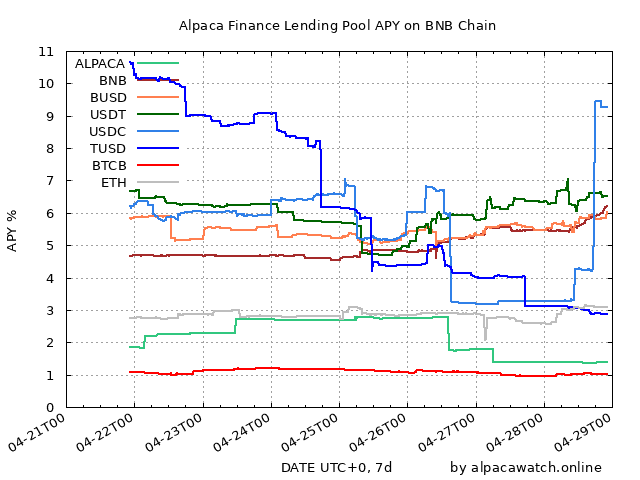 Alpaca Finance Lending Pool APY on BNB Chain
11
10
9
8
7
6
5
4
3
2
1
0
APY %
ALPACA
BNB
BUSD
USDT
USDC
TUSD
BTCB
ETH
04-21T00
04-22T00
04-23T00
04-24T00
04-25T00
04-26T00
04-27T00
04-28T00
04-29T00
DATE UTC+0, 7d
by alpacawatch.online